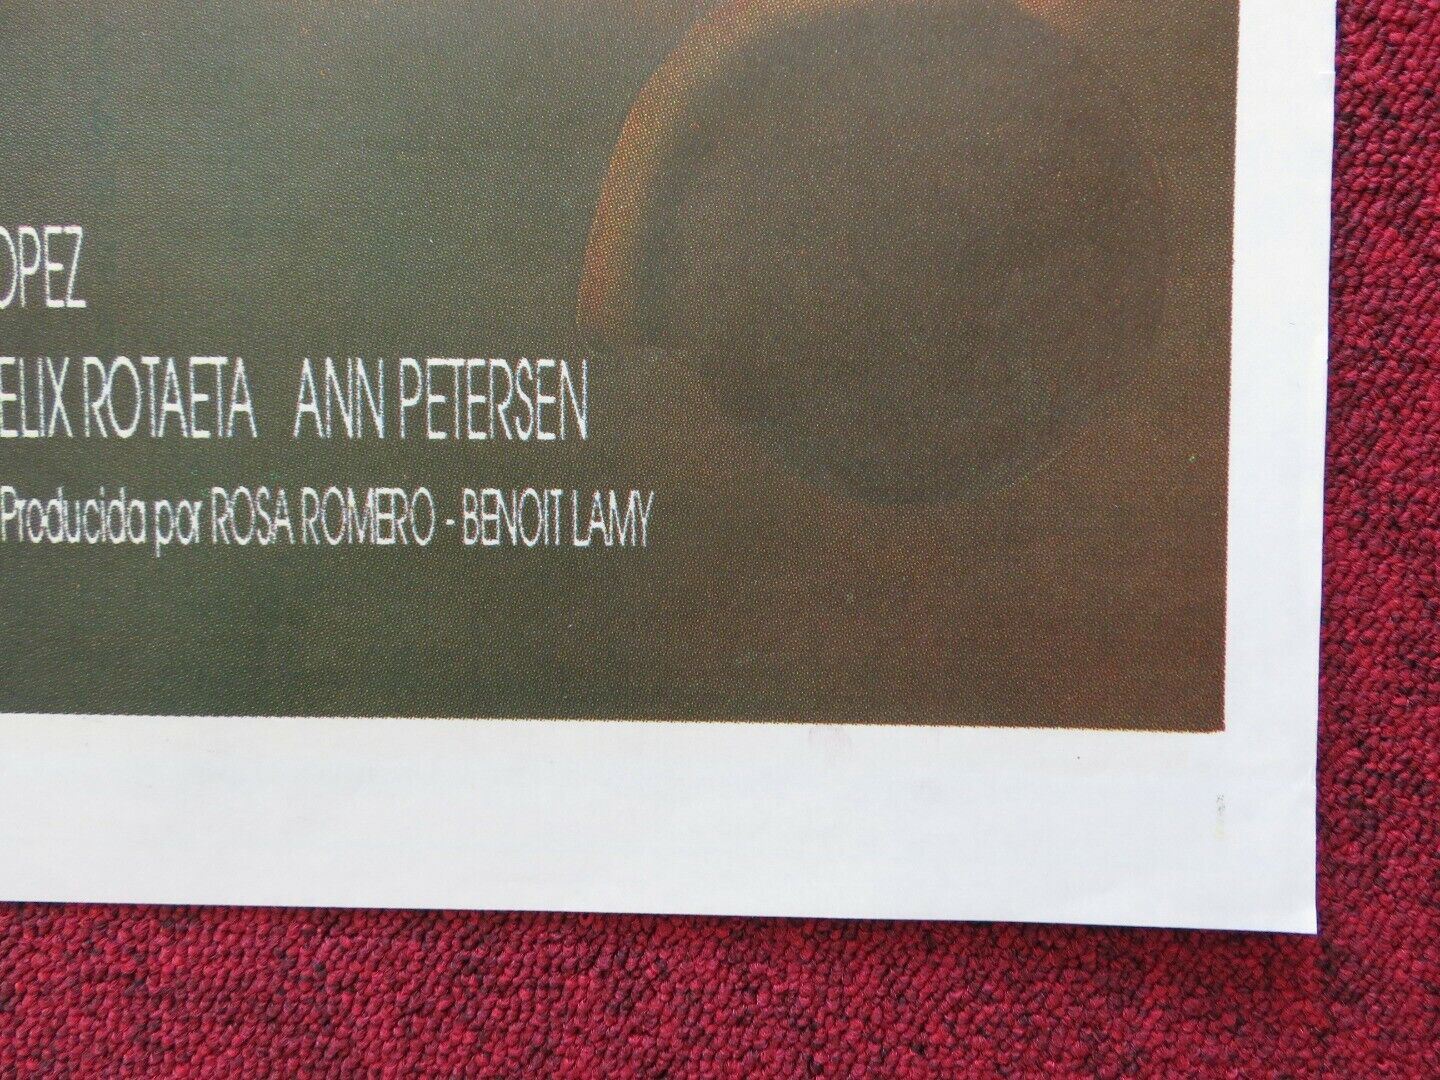 OPEZ
ELIX ROTAETA ANN PETERSEN
Producida por ROSA ROMERO - BENOIT LAMY